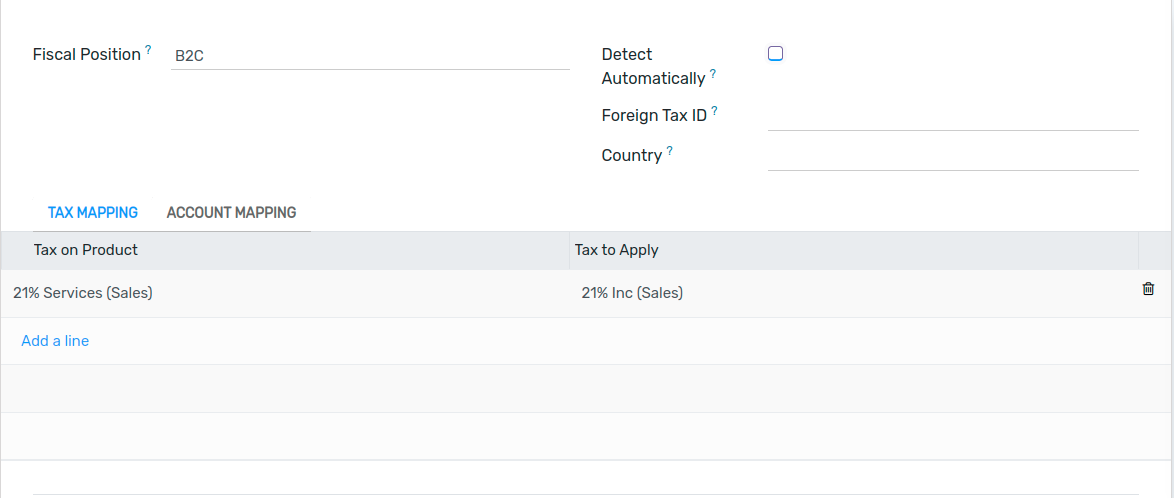 Fiscal Position ? B2C
Detect
Automatically ?
Foreign Tax ID ?
Country ?
TAX MAPPING ACCOUNT MAPPING
Tax on Product Tax to Apply
21% Services (Sales) 21% Inc (Sales)
Add a line